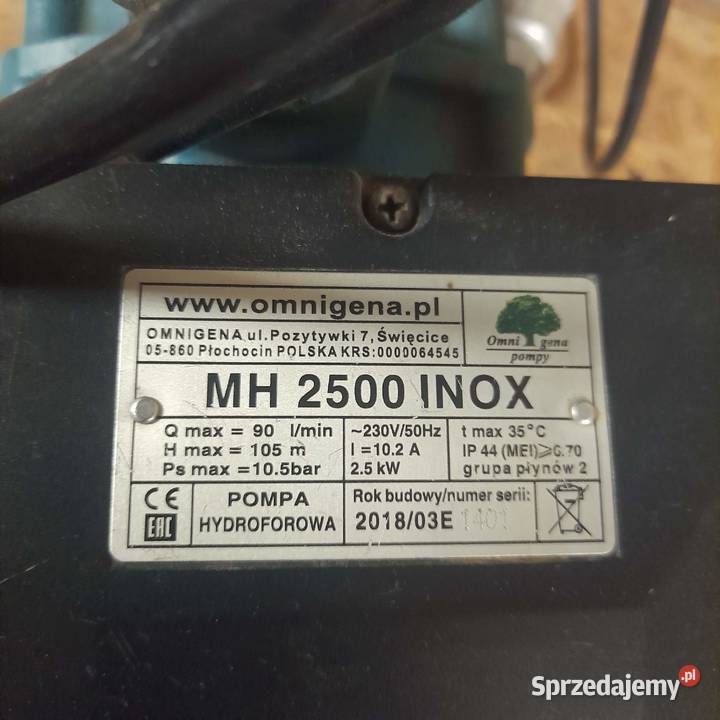 www.omnigena.pl
OMNIGENA ul.Pozytywki 7, Święcice
05-860 Płochocin POLSKA KRS:0000064545
Omni gena
pompy
MH 2500 INOX
Q max = 90 l/min
H max = 105 m
Ps max =10.5bar
~230V/50Hz
I = 10.2 A
2.5 kW
t max 35°C
IP 44 (MEI)⩾0.70
grupa płynów 2
CE
EAC
POMPA
HYDROFOROWA
Rok budowy/numer serii:
2018/03E 1401
Sprzedajemy.pl